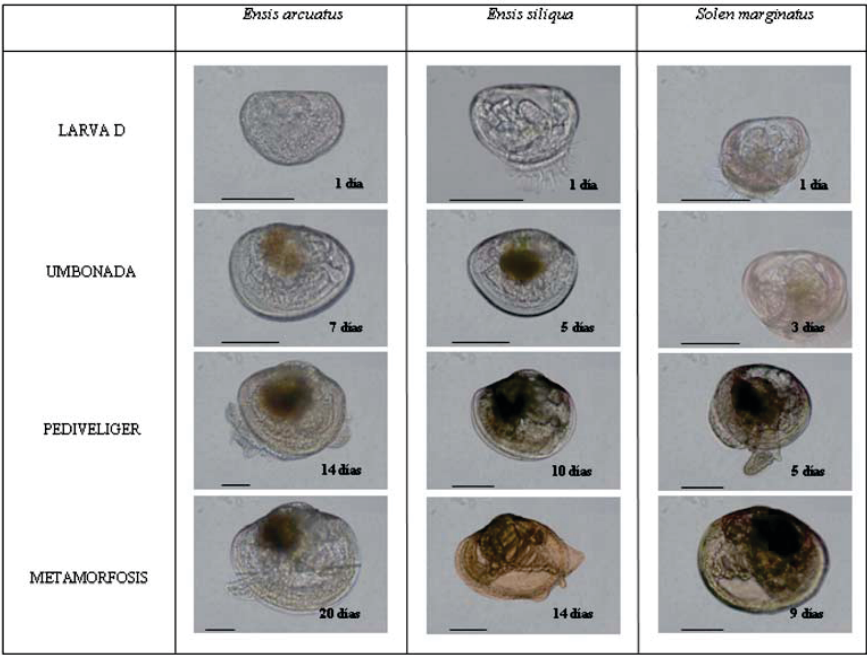 Ensis arcuatus Ensis siliqua Solen marginatus
LARVA D 1 día 1 día 1 día
UMBONADA 7 días 5 días 3 días
PEDIVELIGER 14 días 10 días 5 días
METAMORFOSIS 20 días 14 días 9 días